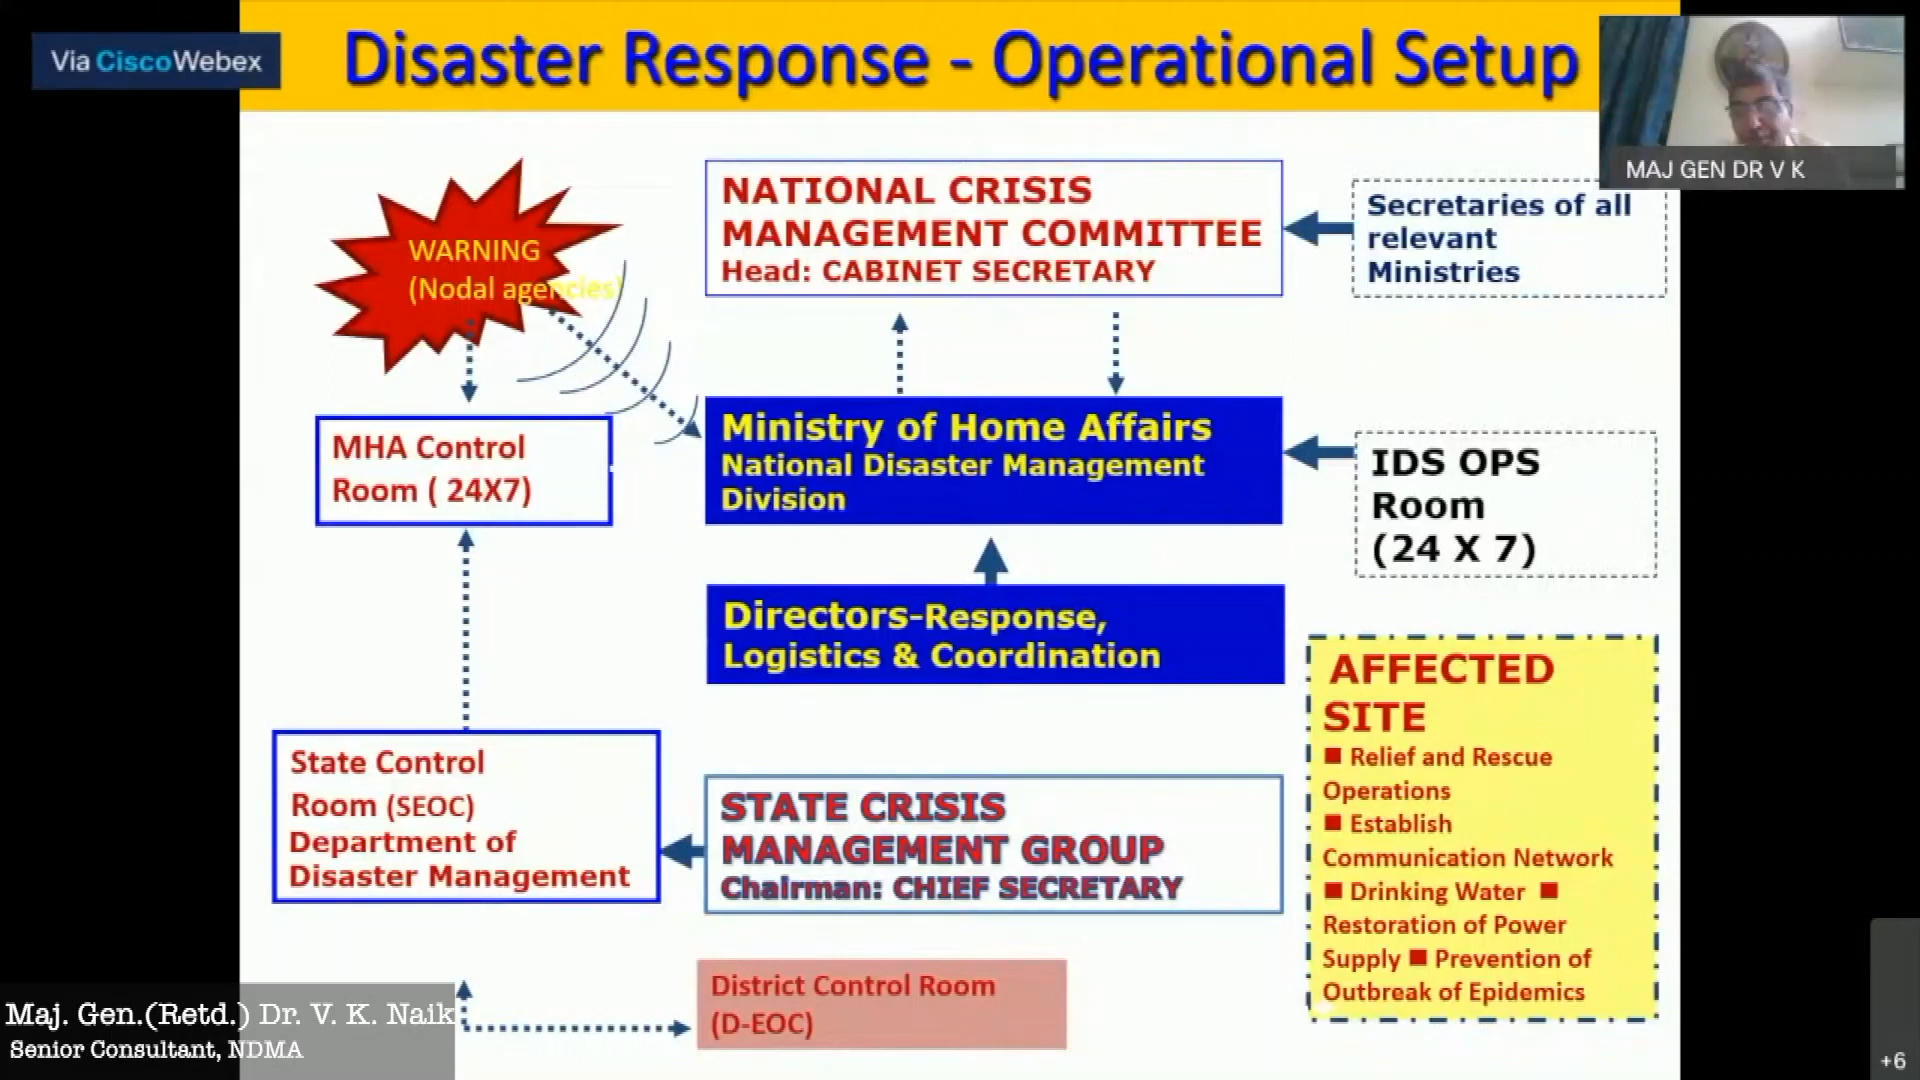 Via CiscoWebex
Disaster Response - Operational Setup
MAJ GEN DR V K
WARNING
(Nodal agencies)
NATIONAL CRISIS
MANAGEMENT COMMITTEE
Head: CABINET SECRETARY
Secretaries of all
relevant
Ministries
MHA Control
Room ( 24X7)
Ministry of Home Affairs
National Disaster Management
Division
IDS OPS
Room
(24 X 7)
Directors-Response,
Logistics & Coordination
State Control
Room (SEOC)
Department of
Disaster Management
STATE CRISIS
MANAGEMENT GROUP
Chairman: CHIEF SECRETARY
AFFECTED
SITE
■ Relief and Rescue
Operations
■ Establish
Communication Network
■ Drinking Water ■
Restoration of Power
Supply ■ Prevention of
Outbreak of Epidemics
District Control Room
(D-EOC)
Maj. Gen.(Retd.) Dr. V. K. Naik
Senior Consultant, NDMA
+6